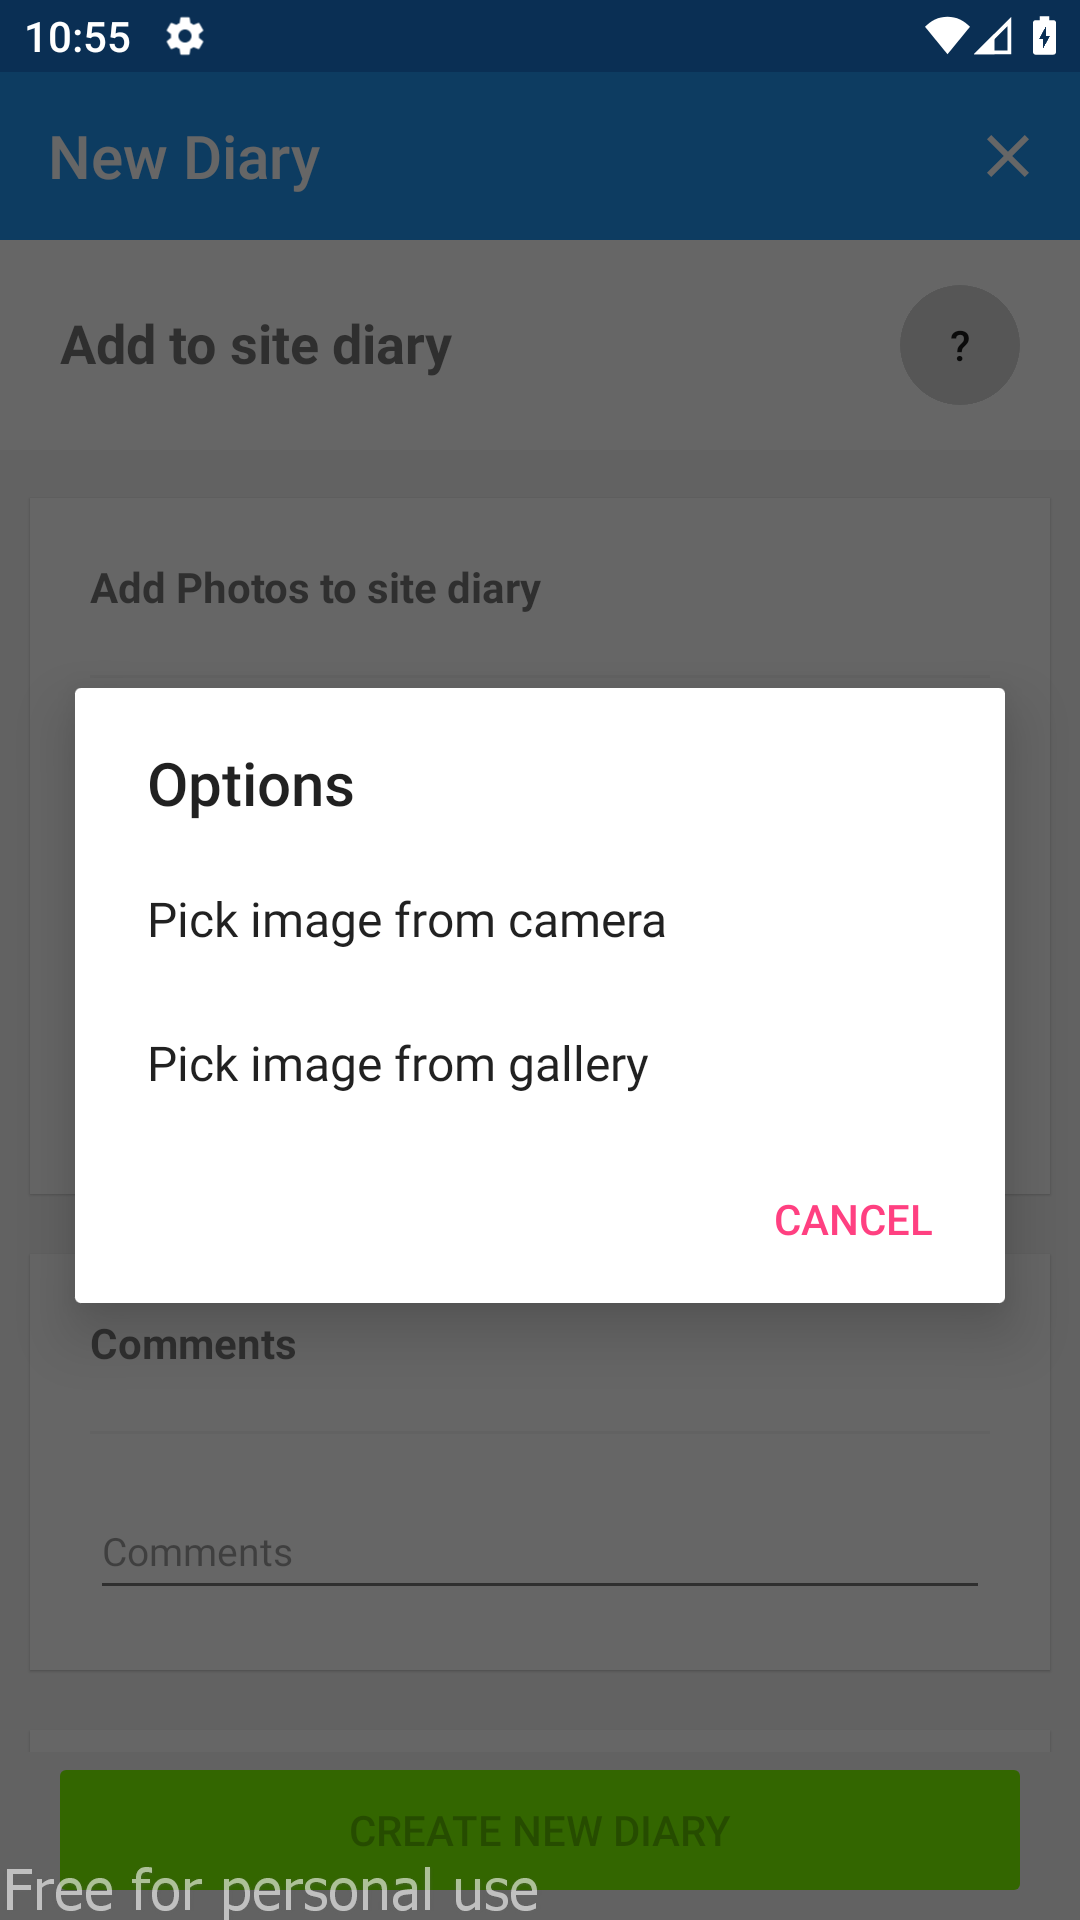 10:55
New Diary
Add to site diary
?
Add Photos to site diary
Options
Pick image from camera
Pick image from gallery
CANCEL
Comments
Comments
CREATE NEW DIARY
Free for personal use